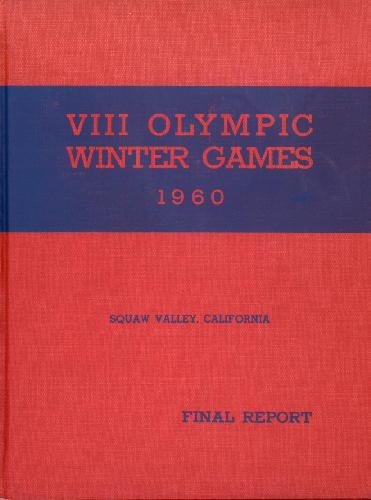 VIII OLYMPIC
WINTER GAMES
1960
SQUAW VALLEY, CALIFORNIA
FINAL REPORT